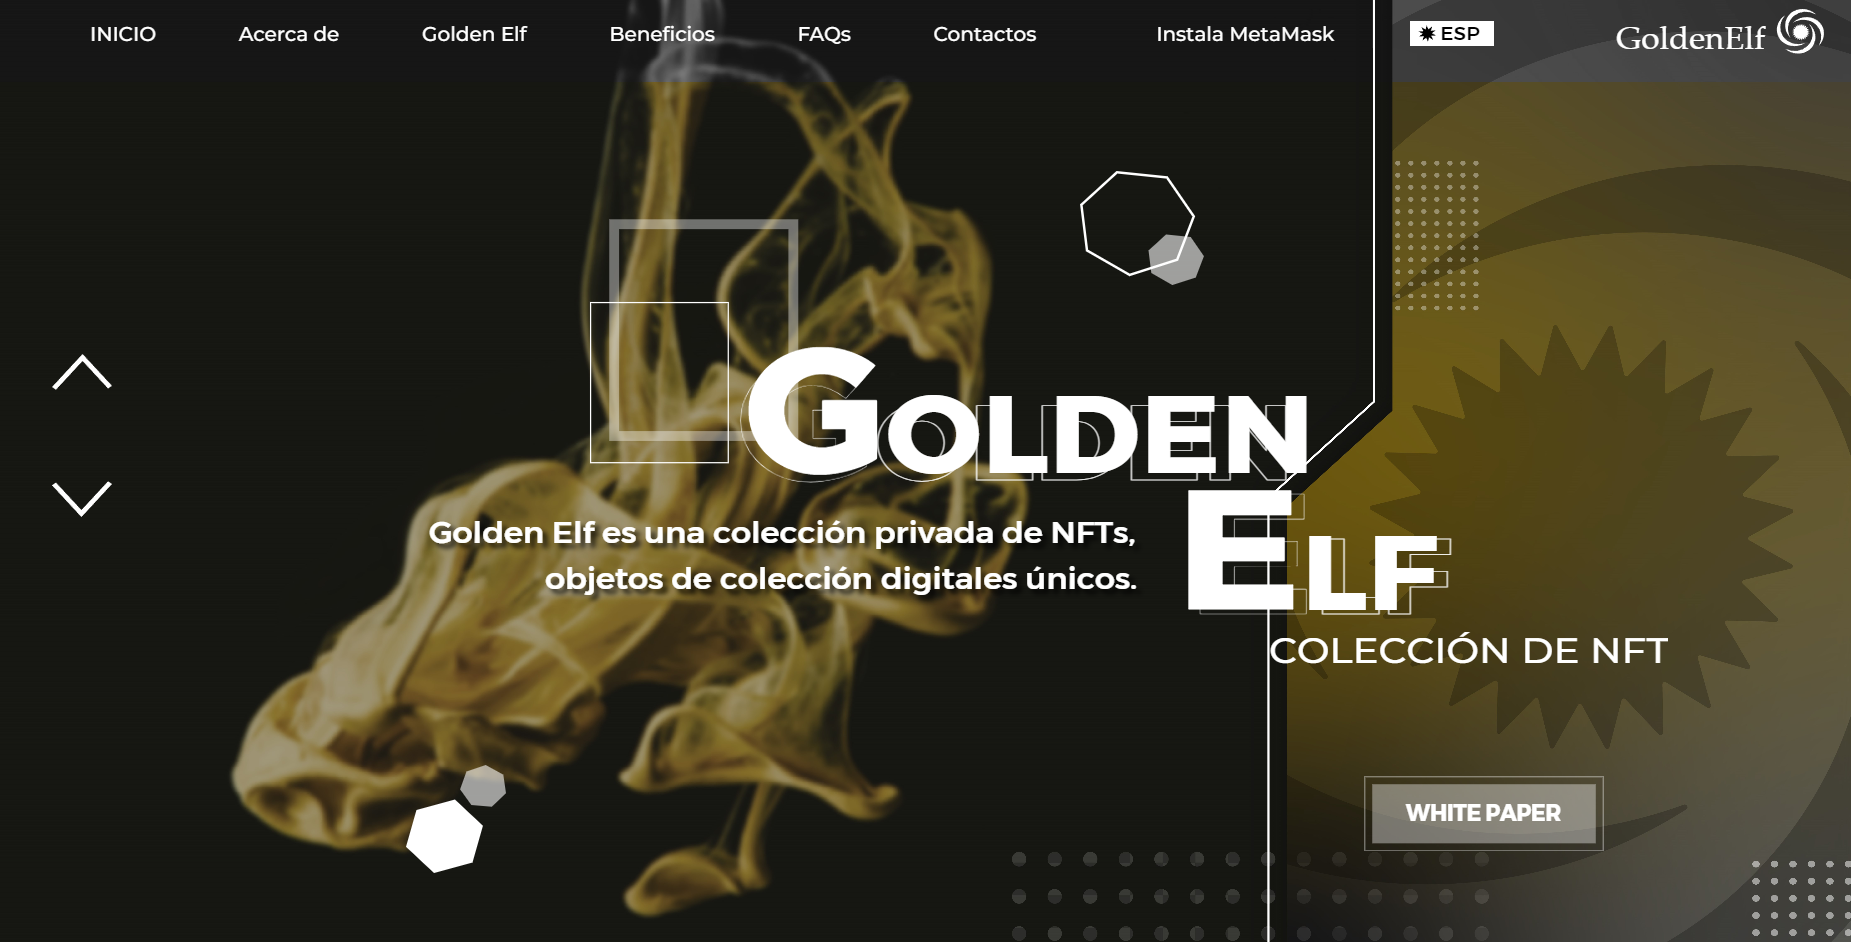 INICIO
Acerca de
Golden Elf
Beneficios
FAQs
Contactos
Instala MetaMask
ESP
GoldenElf
GOLDEN
ELF
Golden Elf es una colección privada de NFTs,
objetos de colección digitales únicos.
COLECCIÓN DE NFT
WHITE PAPER